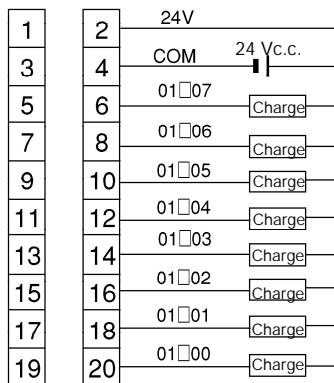 1 2 24V
3 4 COM 24 Vc.c.
5 6 01□07 Charge
7 8 01□06 Charge
9 10 01□05 Charge
11 12 01□04 Charge
13 14 01□03 Charge
15 16 01□02 Charge
17 18 01□01 Charge
19 20 01□00 Charge